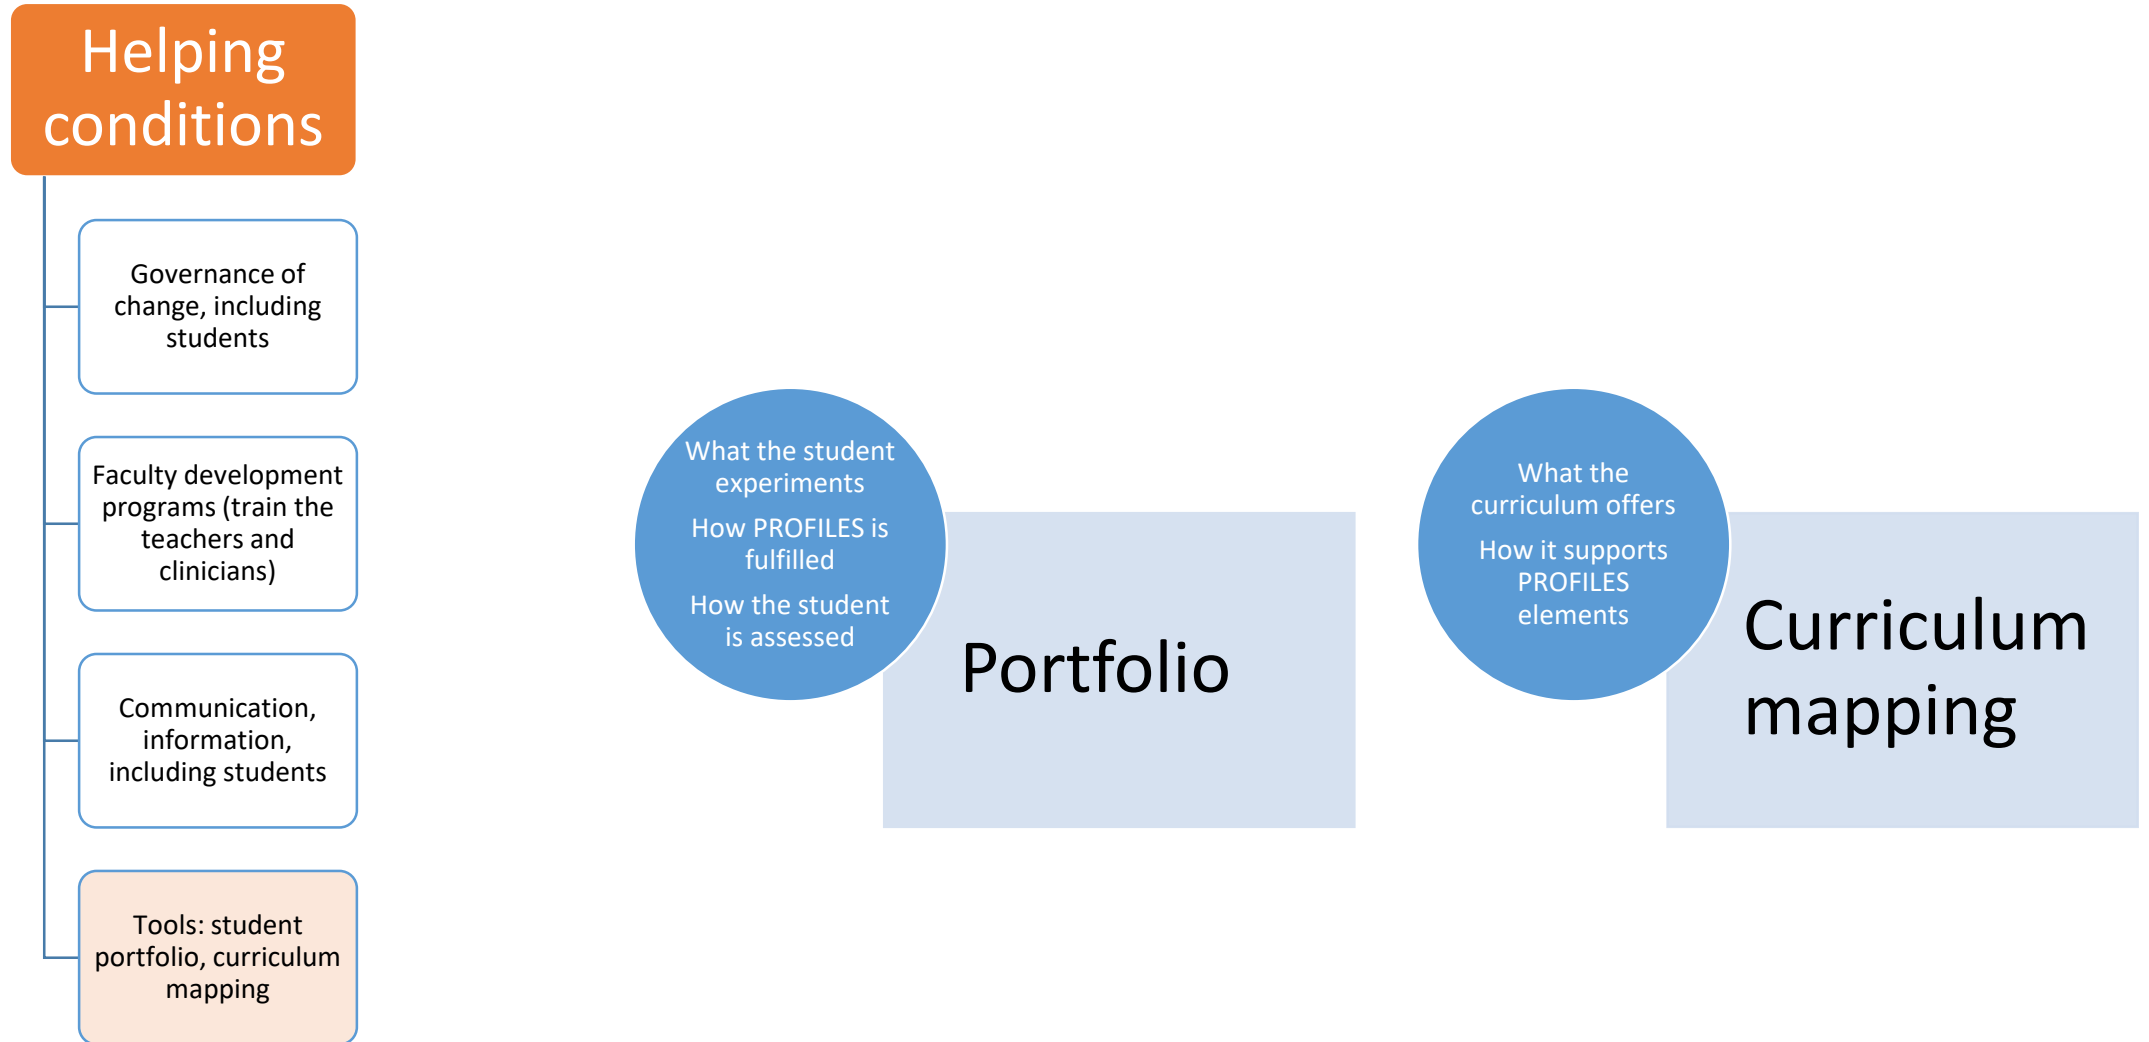 Helping
conditions
Governance of
change, including
students
Faculty development
programs (train the
teachers and
clinicians)
Communication,
information,
including students
Tools: student
portfolio, curriculum
mapping
What the student
experiments
How PROFILES is
fulfilled
How the student
is assessed
Portfolio
What the
curriculum offers
How it supports
PROFILES
elements
Curriculum
mapping